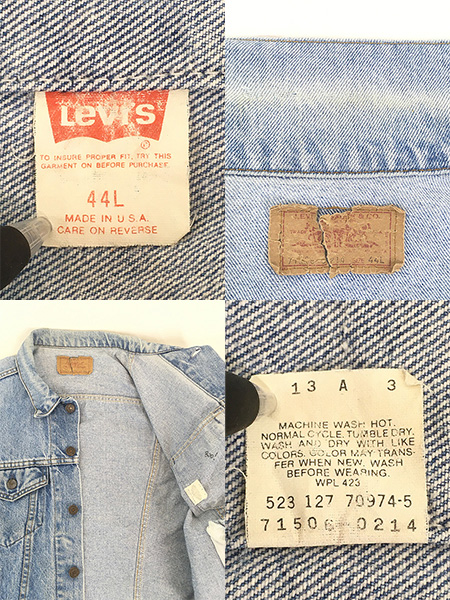 Levi's
TO INSURE PROPER FIT, TRY THIS
GARMENT ON BEFORE PURCHASE.
44L
MADE IN U.S.A.
CARE ON REVERSE
& CO.
44L
13 A 3
MACHINE WASH HOT.
NORMAL CYCLE. TUMBLE DRY.
WASH AND DRY WITH LIKE
COLORS. COLOR MAY TRANS-
FER WHEN NEW. WASH
BEFORE WEARING.
WPL 423
523 127 70974-5
71506 0214